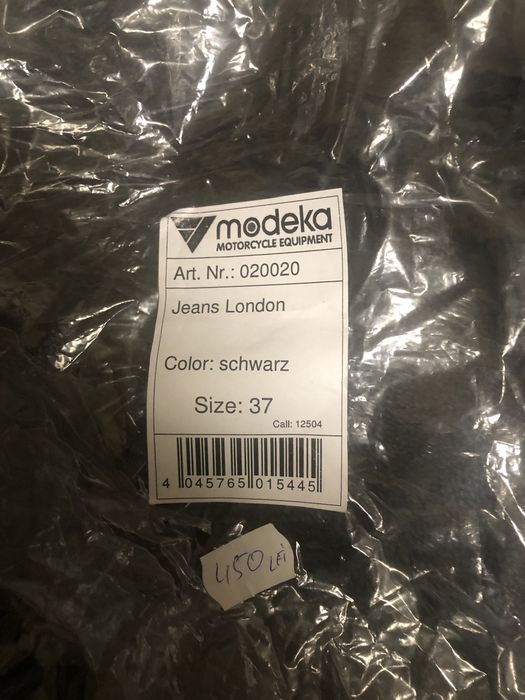 modeka
MOTORCYCLE EQUIPMENT
Art. Nr.: 020020
Jeans London
Color: schwarz
Size: 37
Call: 12504
4 045765 015445
450 LEI